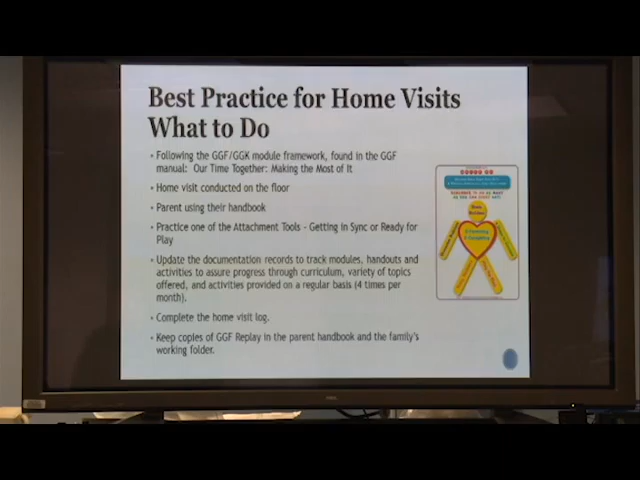 Best Practice for Home Visits
What to Do
• Following the GGF/GGK module framework, found in the GGF
manual: Our Time Together: Making the Most of It
• Home visit conducted on the floor
• Parent using their handbook
• Practice one of the Attachment Tools - Getting in Sync or Ready for
Play
• Update the documentation records to track modules, handouts and
activities to assure progress through curriculum, variety of topics
offered, and activities provided on a regular basis (4 times per
month).
• Complete the home visit log.
• Keep copies of GGF Replay in the parent handbook and the family's
working folder.